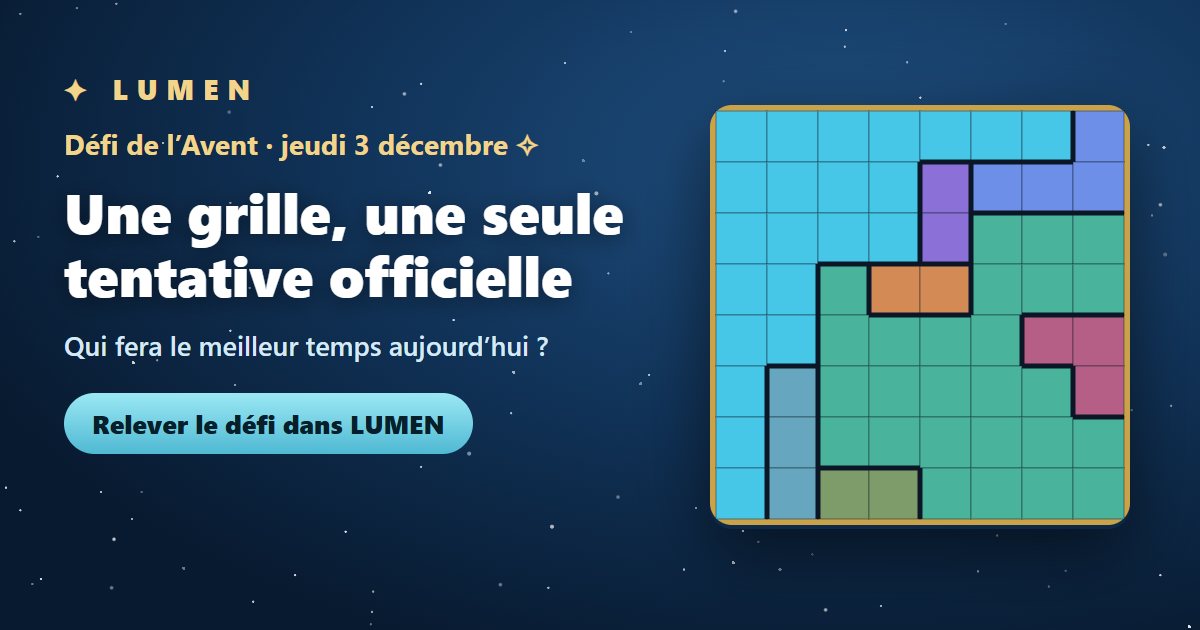 ✦ LUMEN
Défi de l’Avent · jeudi 3 décembre ✧
Une grille, une seule
tentative officielle
Qui fera le meilleur temps aujourd’hui ?
Relever le défi dans LUMEN